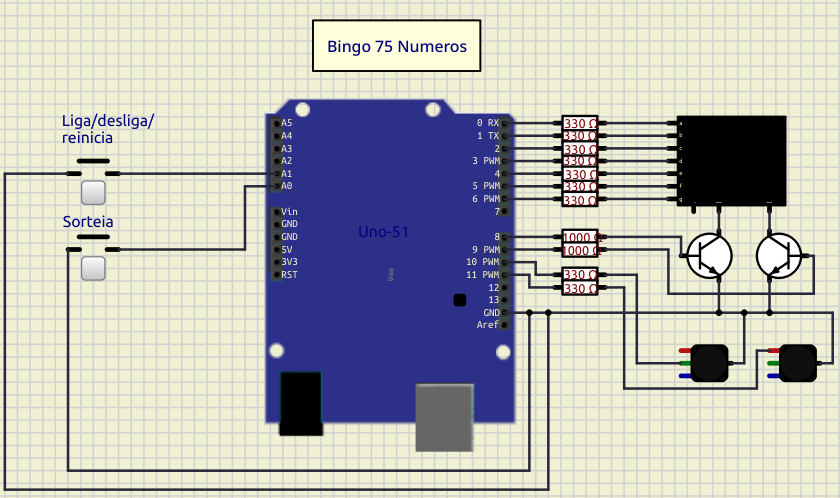 Bingo 75 Numeros
Liga/desliga/
reinicia
Sorteia
A5
A4
A3
A2
A1
A0
Vin
GND
GND
5V
3V3
RST
Uno-51
Uno
0 RX
1 TX
2
3 PWM
4
5 PWM
6 PWM
7
8
9 PWM
10 PWM
11 PWM
12
13
GND
Aref
330 Ω
330 Ω
330 Ω
330 Ω
330 Ω
330 Ω
330 Ω
1000 Ω
1000 Ω
330 Ω
330 Ω